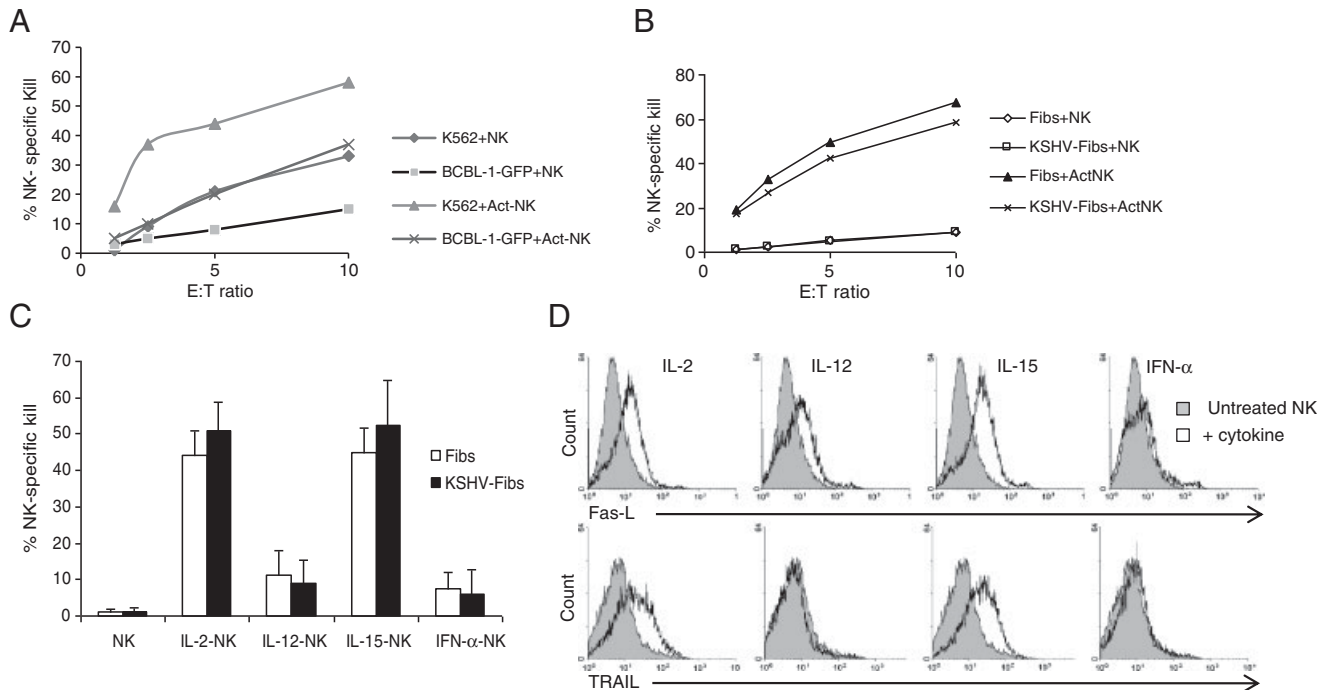 A
70
60
50
40
30
20
10
0
% NK- specific Kill
0
5
10
E:T ratio
K562+NK
BCBL-1-GFP+NK
K562+Act-NK
BCBL-1-GFP+Act-NK
B
80
60
40
20
0
% NK-specific kill
0
5
10
E:T ratio
Fibs+NK
KSHV-Fibs+NK
Fibs+ActNK
KSHV-Fibs+ActNK
C
70
60
50
40
30
20
10
0
% NK-specific kill
NK
IL-2-NK
IL-12-NK
IL-15-NK
IFN-α-NK
Fibs
KSHV-Fibs
D
IL-2
IL-12
IL-15
IFN-α
Untreated NK
+ cytokine
Count
Fas-L
Count
TRAIL